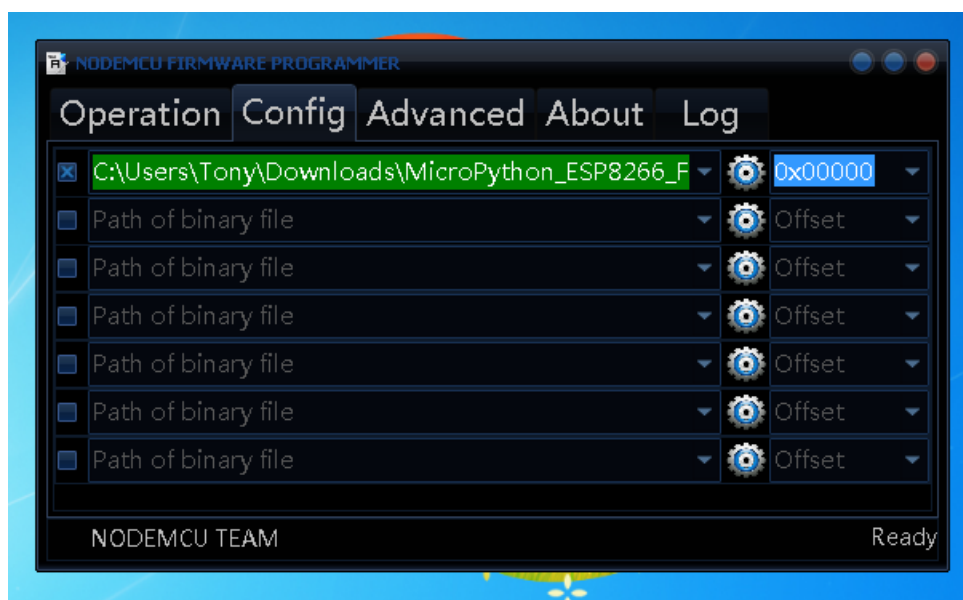 NODEMCU FIRMWARE PROGRAMMER
Operation Config Advanced About Log
C:\Users\Tony\Downloads\MicroPython_ESP8266_F 0x00000
Path of binary file Offset
Path of binary file Offset
Path of binary file Offset
Path of binary file Offset
Path of binary file Offset
Path of binary file Offset
NODEMCU TEAM Ready